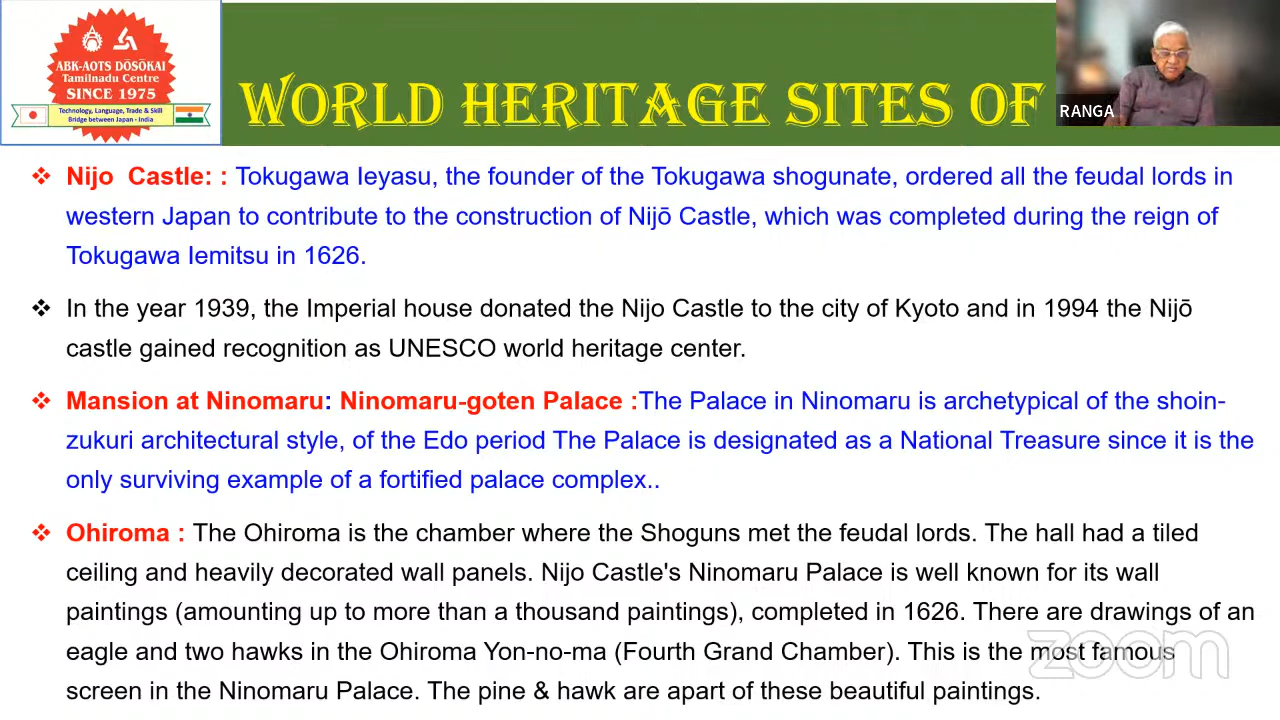 ABK-AOTS DŌSŌKAI
Tamilnadu Centre
SINCE 1975
Technology, Language, Trade & Skill
Bridge between Japan - India
WORLD HERITAGE SITES OF
RANGA
❖ Nijo Castle: : Tokugawa Ieyasu, the founder of the Tokugawa shogunate, ordered all the feudal lords in
western Japan to contribute to the construction of Nijō Castle, which was completed during the reign of
Tokugawa Iemitsu in 1626.
❖ In the year 1939, the Imperial house donated the Nijo Castle to the city of Kyoto and in 1994 the Nijō
castle gained recognition as UNESCO world heritage center.
❖ Mansion at Ninomaru: Ninomaru-goten Palace :The Palace in Ninomaru is archetypical of the shoin-
zukuri architectural style, of the Edo period The Palace is designated as a National Treasure since it is the
only surviving example of a fortified palace complex..
❖ Ohiroma : The Ohiroma is the chamber where the Shoguns met the feudal lords. The hall had a tiled
ceiling and heavily decorated wall panels. Nijo Castle's Ninomaru Palace is well known for its wall
paintings (amounting up to more than a thousand paintings), completed in 1626. There are drawings of an
eagle and two hawks in the Ohiroma Yon-no-ma (Fourth Grand Chamber). This is the most famous
screen in the Ninomaru Palace. The pine & hawk are apart of these beautiful paintings.
zoom